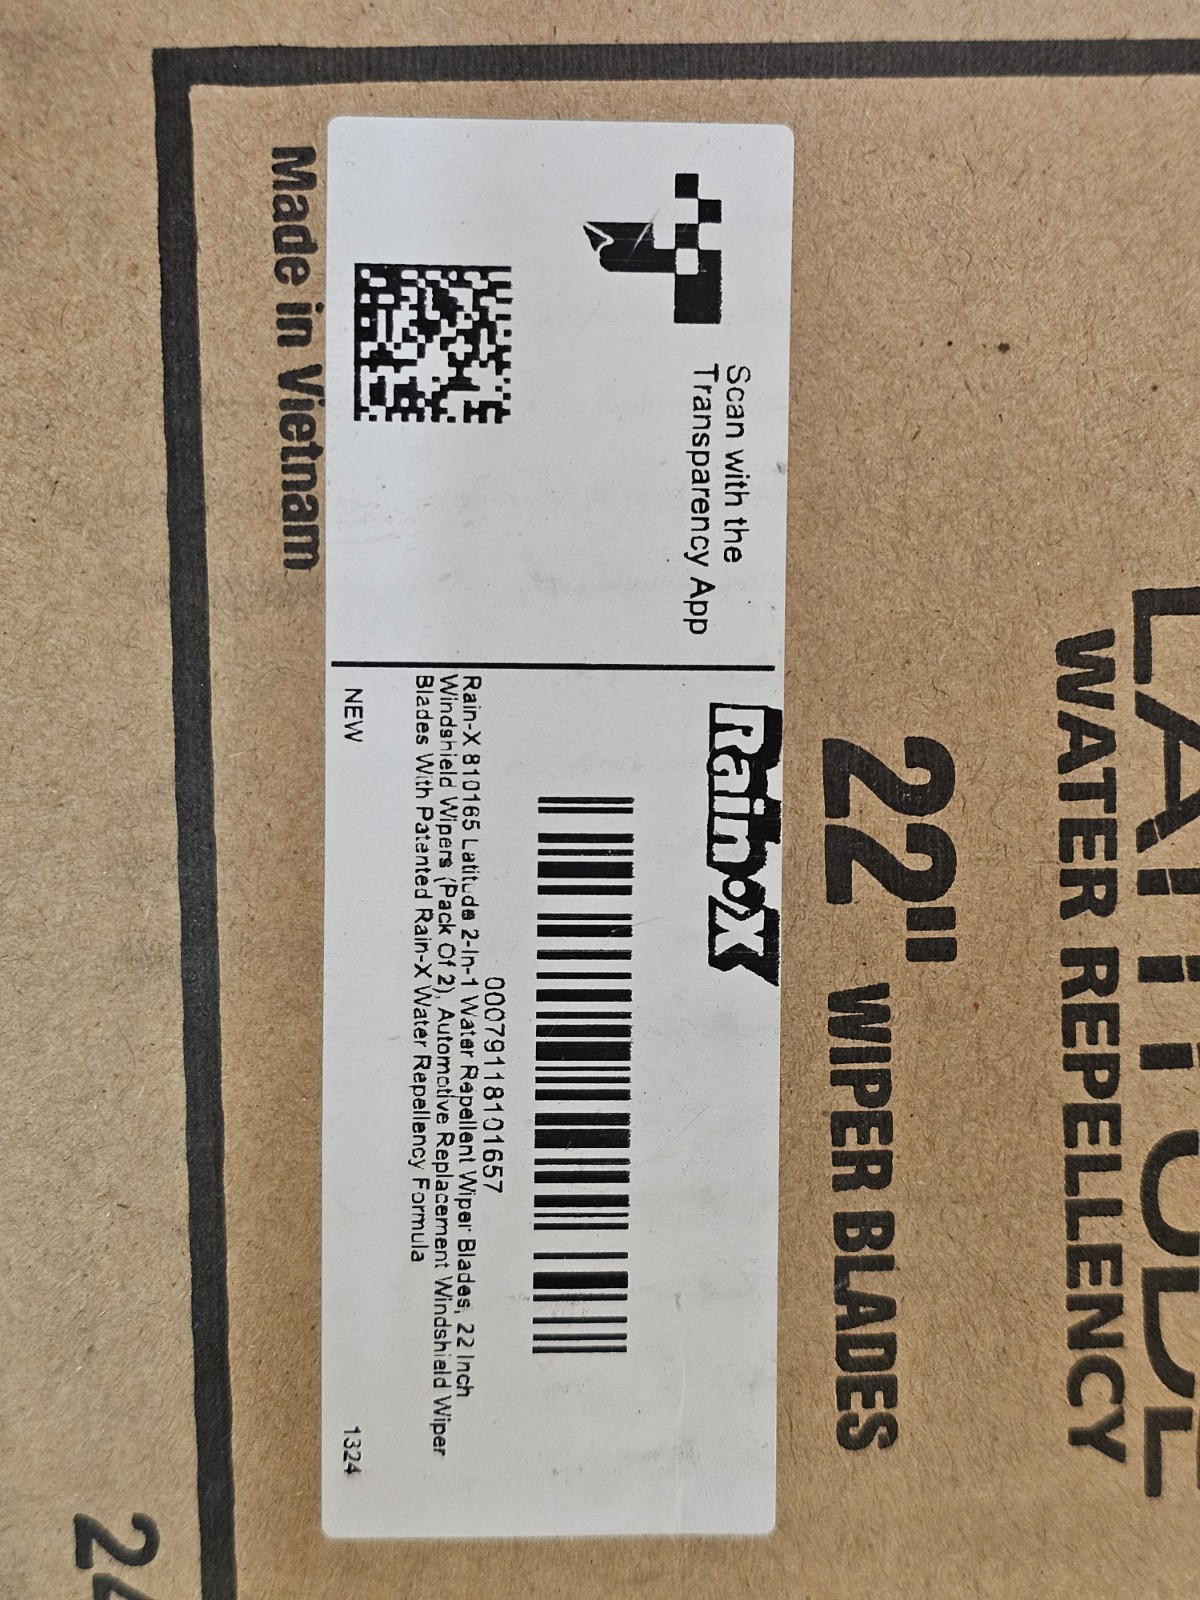 WATER REPELLENCY
22" WIPER BLADES
Scan with the
Transparency App
Rain-X
00079118101657
Rain-X 810165 Latitude 2-In-1 Water Repellent Wiper Blades, 22 Inch
Windshield Wipers (Pack Of 2), Automotive Replacement Windshield Wiper
Blades With Patented Rain-X Water Repellency Formula
NEW
1324
Made in Vietnam